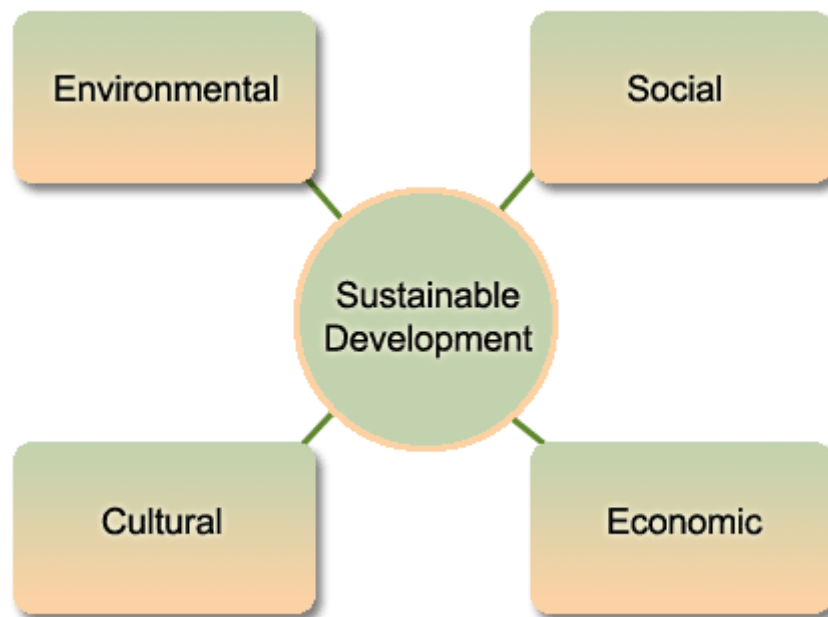 Environmental
Social
Sustainable
Development
Cultural
Economic